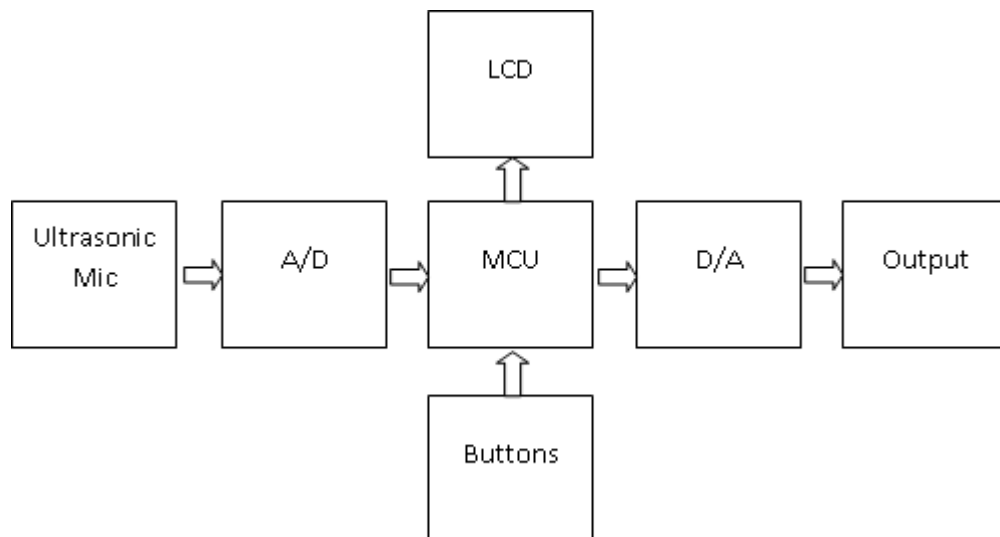 LCD
Ultrasonic
Mic
A/D
MCU
D/A
Output
Buttons